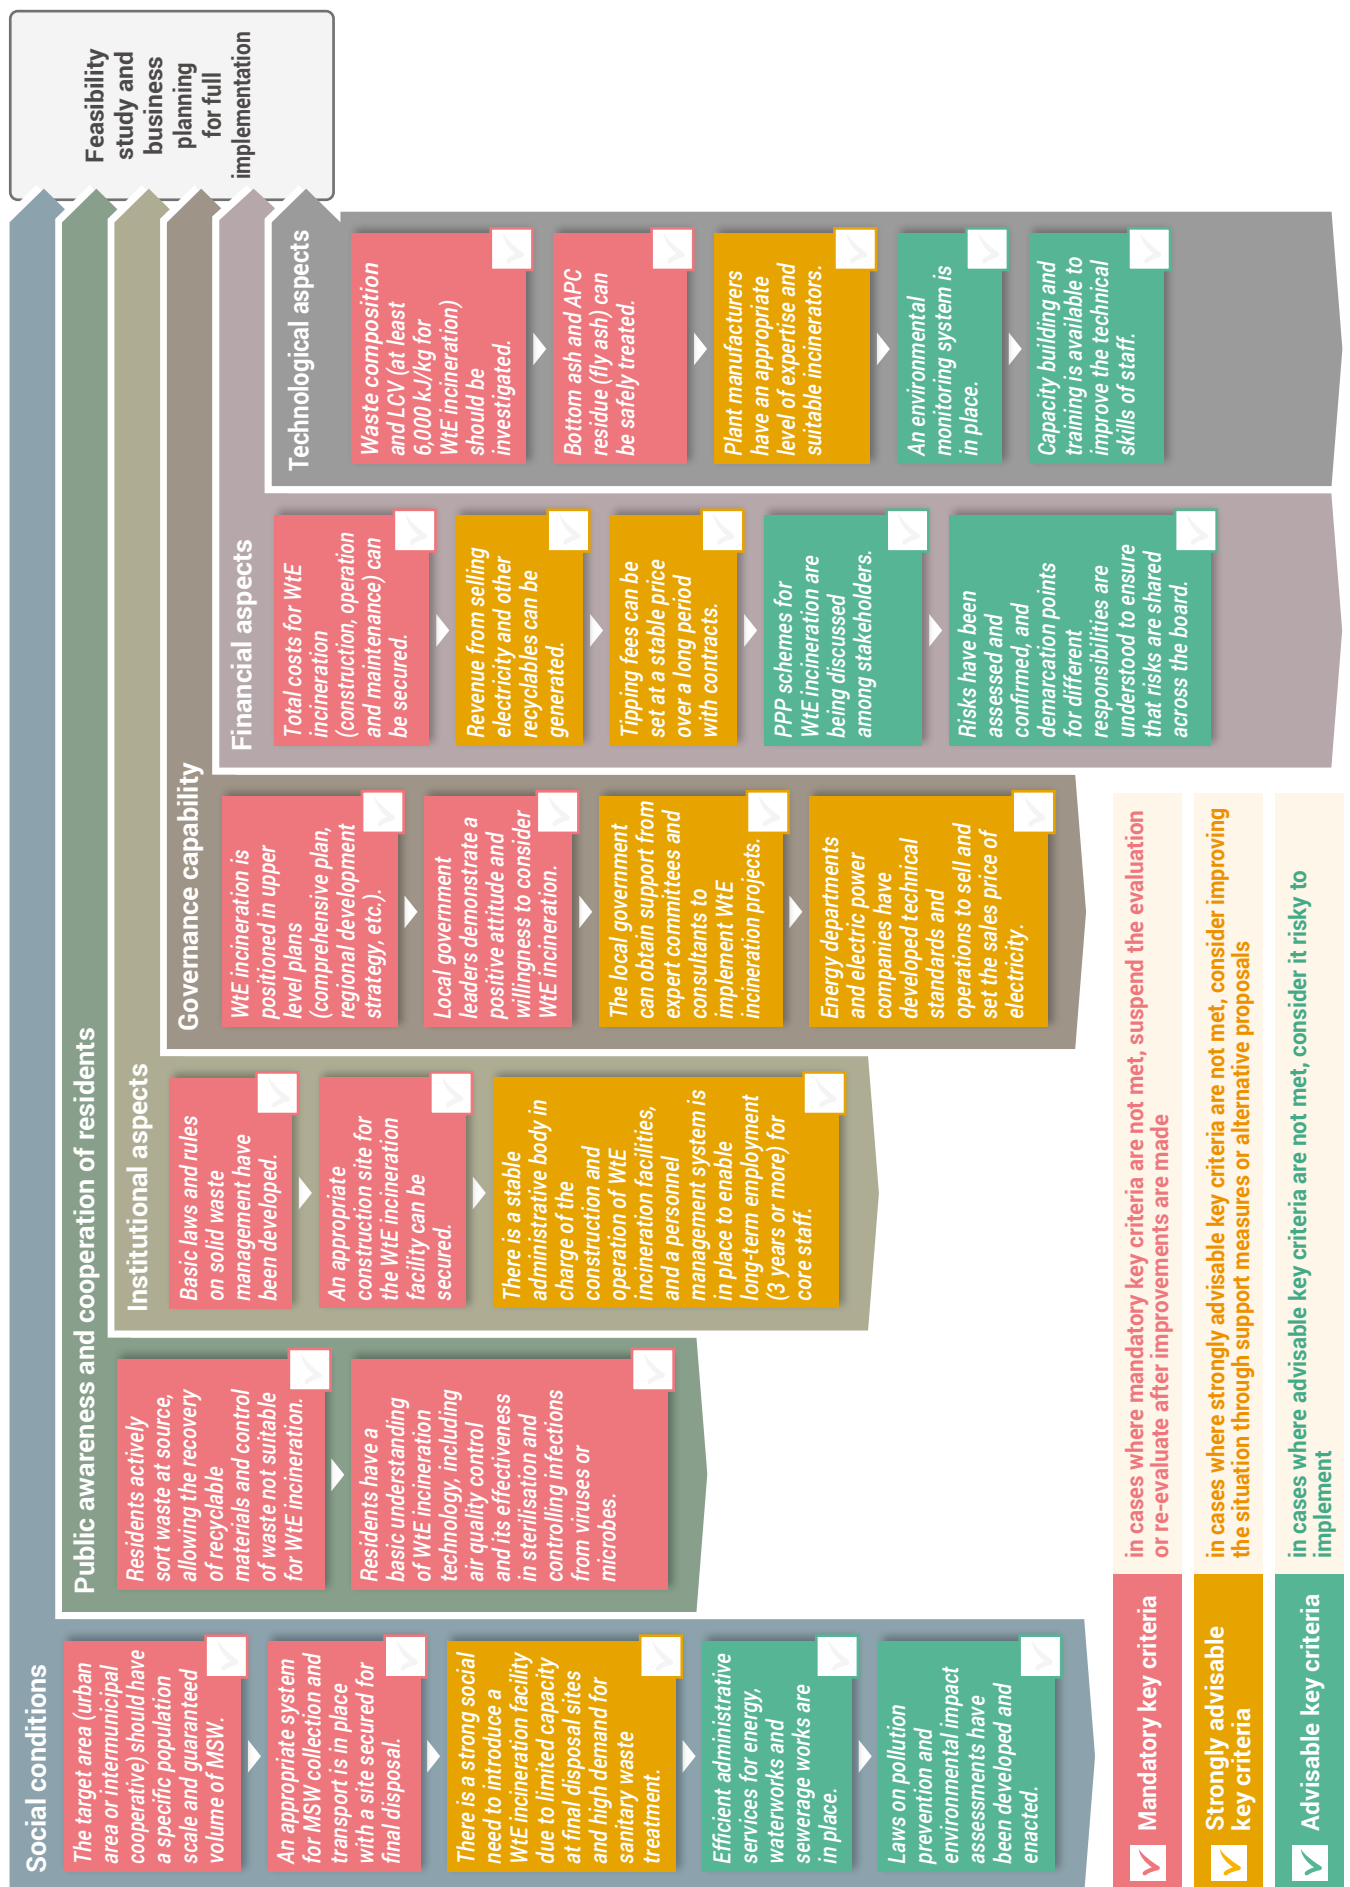 Social conditions
The target area (urban
area or intermunicipal
cooperative) should have
a specific population
scale and guaranteed
volume of MSW.
An appropriate system
for MSW collection and
transport is in place
with a site secured for
final disposal.
There is a strong social
need to introduce a
WtE incineration facility
due to limited capacity
at final disposal sites
and high demand for
sanitary waste
treatment.
Efficient administrative
services for energy,
waterworks and
sewerage works are
in place.
Laws on pollution
prevention and
environmental impact
assessments have
been developed and
enacted.
Public awareness and cooperation of residents
Residents actively
sort waste at source,
allowing the recovery
of recyclable
materials and control
of waste not suitable
for WtE incineration.
Residents have a
basic understanding
of WtE incineration
technology, including
air quality control
and its effectiveness
in sterilisation and
controlling infections
from viruses or
microbes.
Institutional aspects
Basic laws and rules
on solid waste
management have
been developed.
An appropriate
construction site for
the WtE incineration
facility can be
secured.
There is a stable
administrative body in
charge of the
construction and
operation of WtE
incineration facilities,
and a personnel
management system is
in place to enable
long-term employment
(3 years or more) for
core staff.
Governance capability
WtE incineration is
positioned in upper
level plans
(comprehensive plan,
regional development
strategy, etc.).
Local government
leaders demonstrate a
positive attitude and
willingness to consider
WtE incineration.
The local government
can obtain support from
expert committees and
consultants to
implement WtE
incineration projects.
Energy departments
and electric power
companies have
developed technical
standards and
operations to sell and
set the sales price of
electricity.
Financial aspects
Total costs for WtE
incineration
(construction, operation
and maintenance) can
be secured.
Revenue from selling
electricity and other
recyclables can be
generated.
Tipping fees can be
set at a stable price
over a long period
with contracts.
PPP schemes for
WtE incineration are
being discussed
among stakeholders.
Risks have been
assessed and
confirmed, and
demarcation points
for different
responsibilities are
understood to ensure
that risks are shared
across the board.
Technological aspects
Waste composition
and LCV (at least
6,000 kJ/kg for
WtE incineration)
should be
investigated.
Bottom ash and APC
residue (fly ash) can
be safely treated.
Plant manufacturers
have an appropriate
level of expertise and
suitable incinerators.
An environmental
monitoring system is
in place.
Capacity building and
training is available to
improve the technical
skills of staff.
Feasibility
study and
business
planning
for full
implementation
Mandatory key criteria
in cases where mandatory key criteria are not met, suspend the evaluation
or re-evaluate after improvements are made
Strongly advisable
key criteria
in cases where strongly advisable key criteria are not met, consider improving
the situation through support measures or alternative proposals
Advisable key criteria
in cases where advisable key criteria are not met, consider it risky to
implement